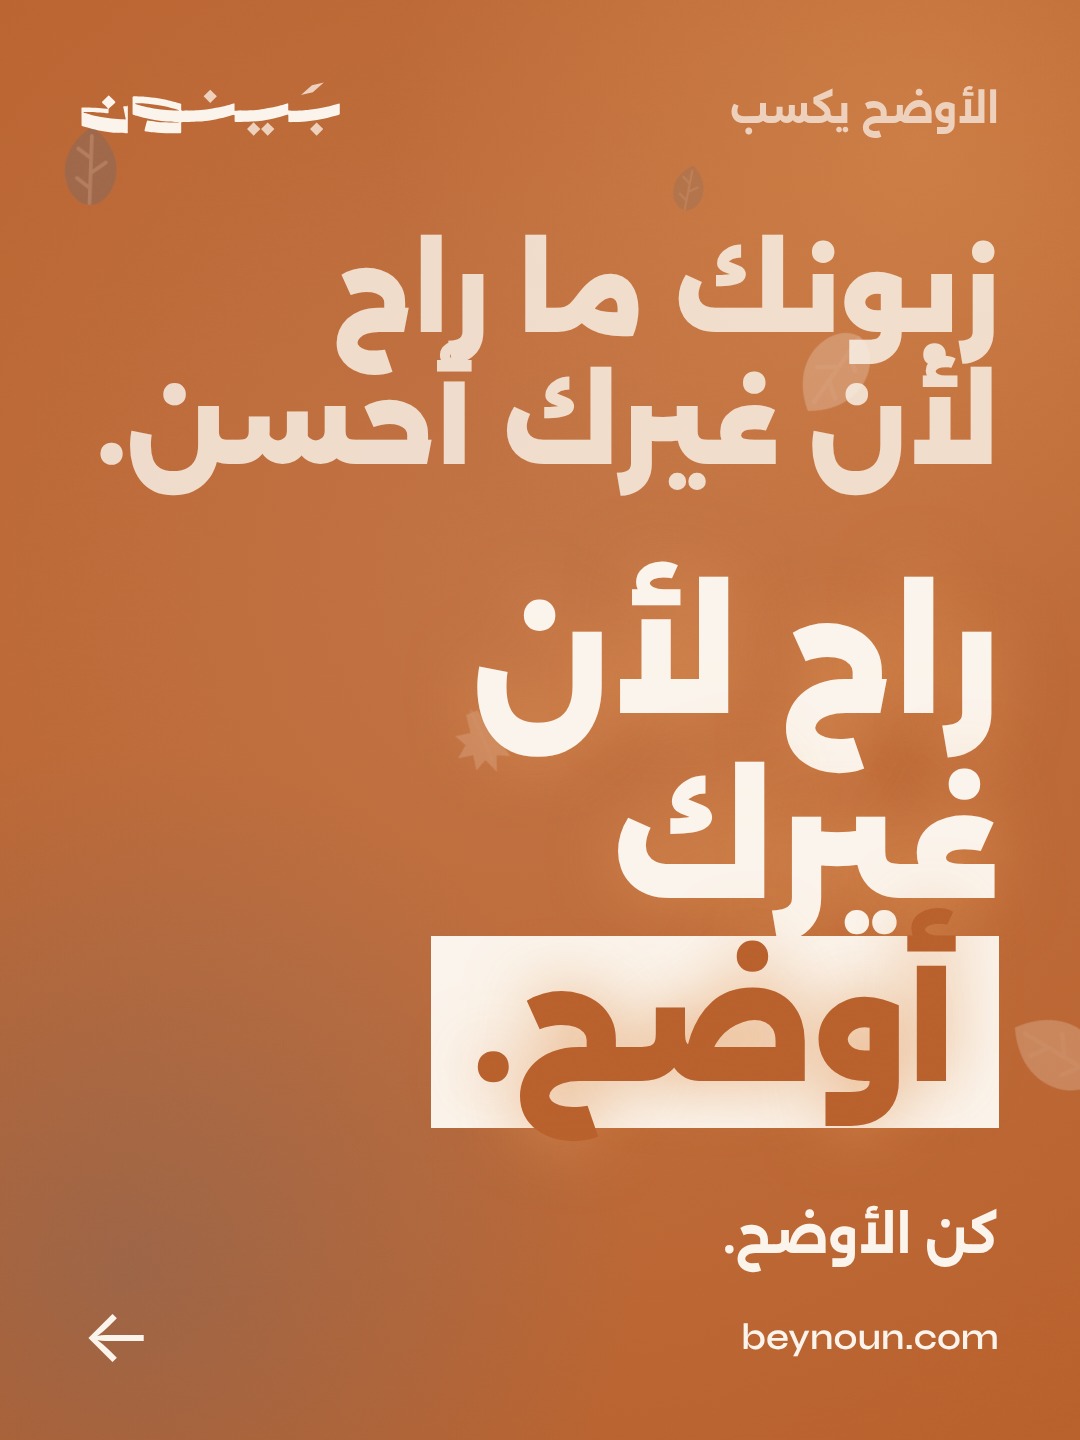 الأوضح يكسب
بَينون
زبونك ما راح
لأن غيرك أحسن.
راح لأن
غيرك
أوضح.
كن الأوضح.
beynoun.com